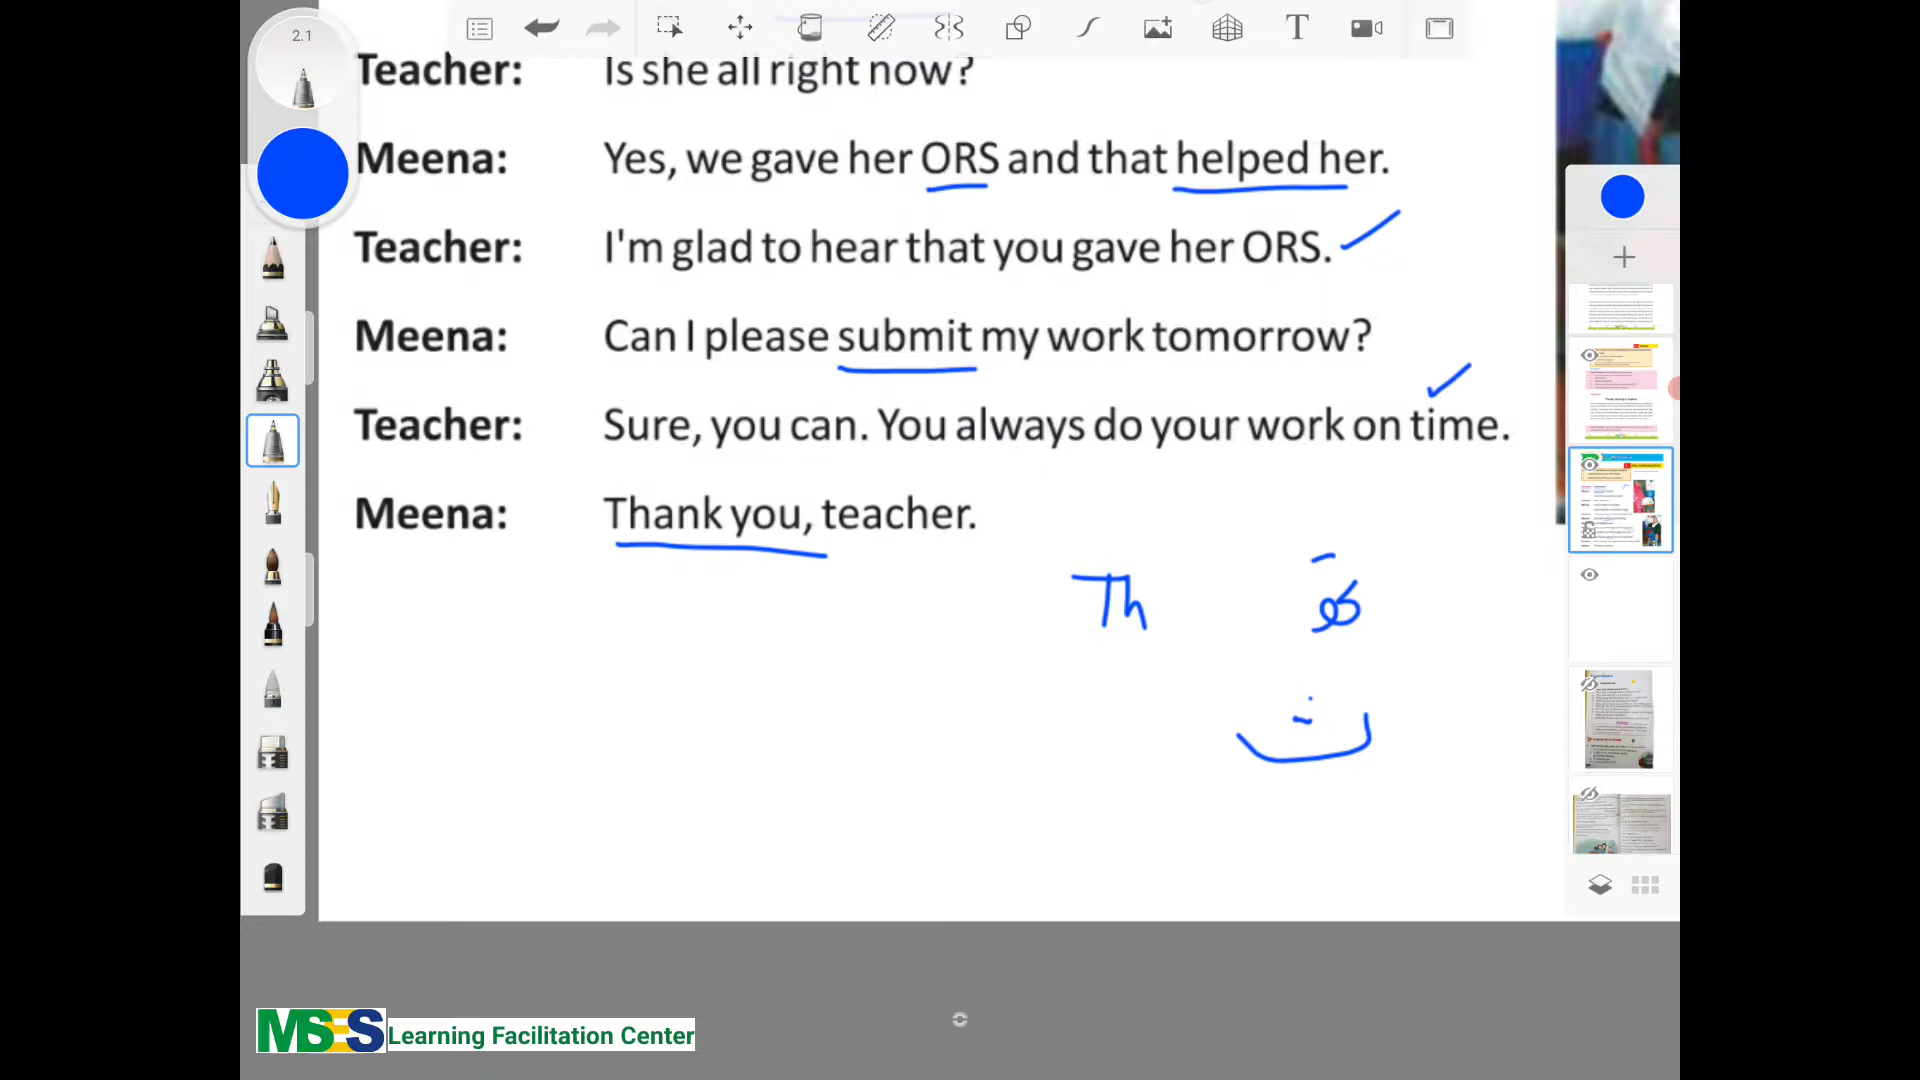 2.1
Teacher: Is she all right now?
Meena: Yes, we gave her ORS and that helped her.
Teacher: I'm glad to hear that you gave her ORS.
Meena: Can I please submit my work tomorrow?
Teacher: Sure, you can. You always do your work on time.
Meena: Thank you, teacher.
Th
MSES Learning Facilitation Center